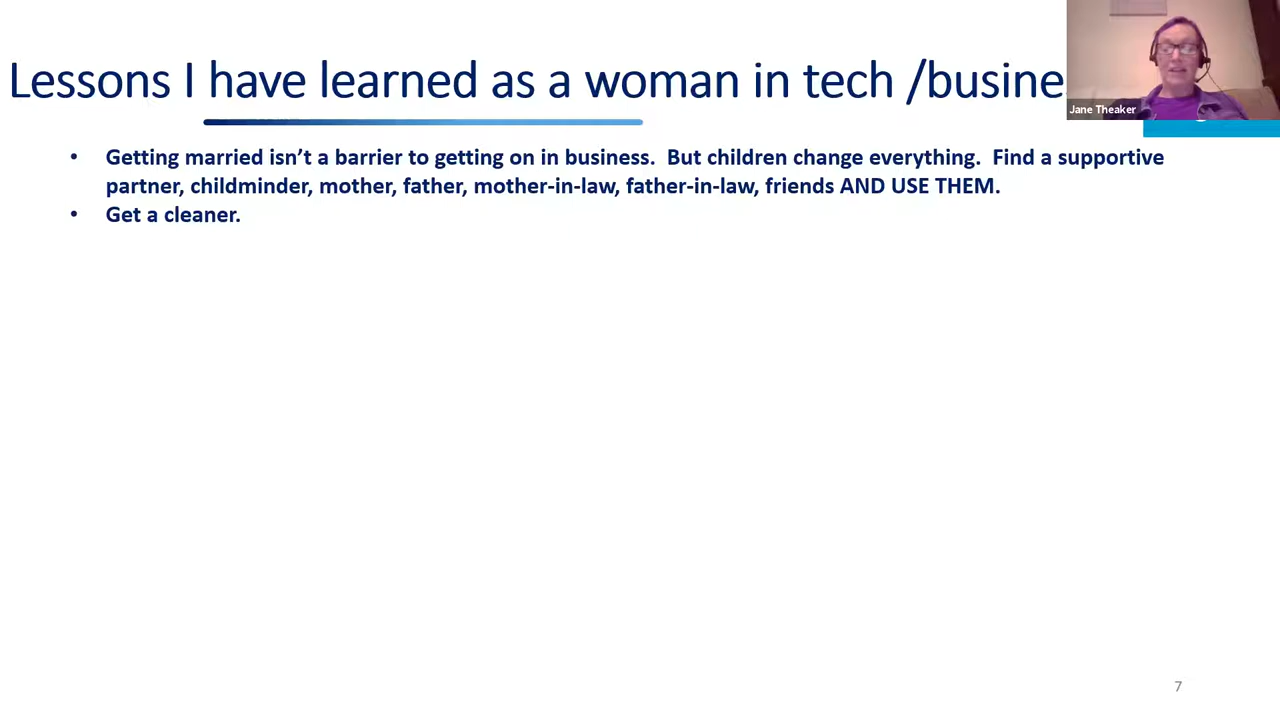 Lessons I have learned as a woman in tech /busine
Jane Theaker
• Getting married isn’t a barrier to getting on in business.  But children change everything.  Find a supportive
partner, childminder, mother, father, mother-in-law, father-in-law, friends AND USE THEM.
• Get a cleaner.
7